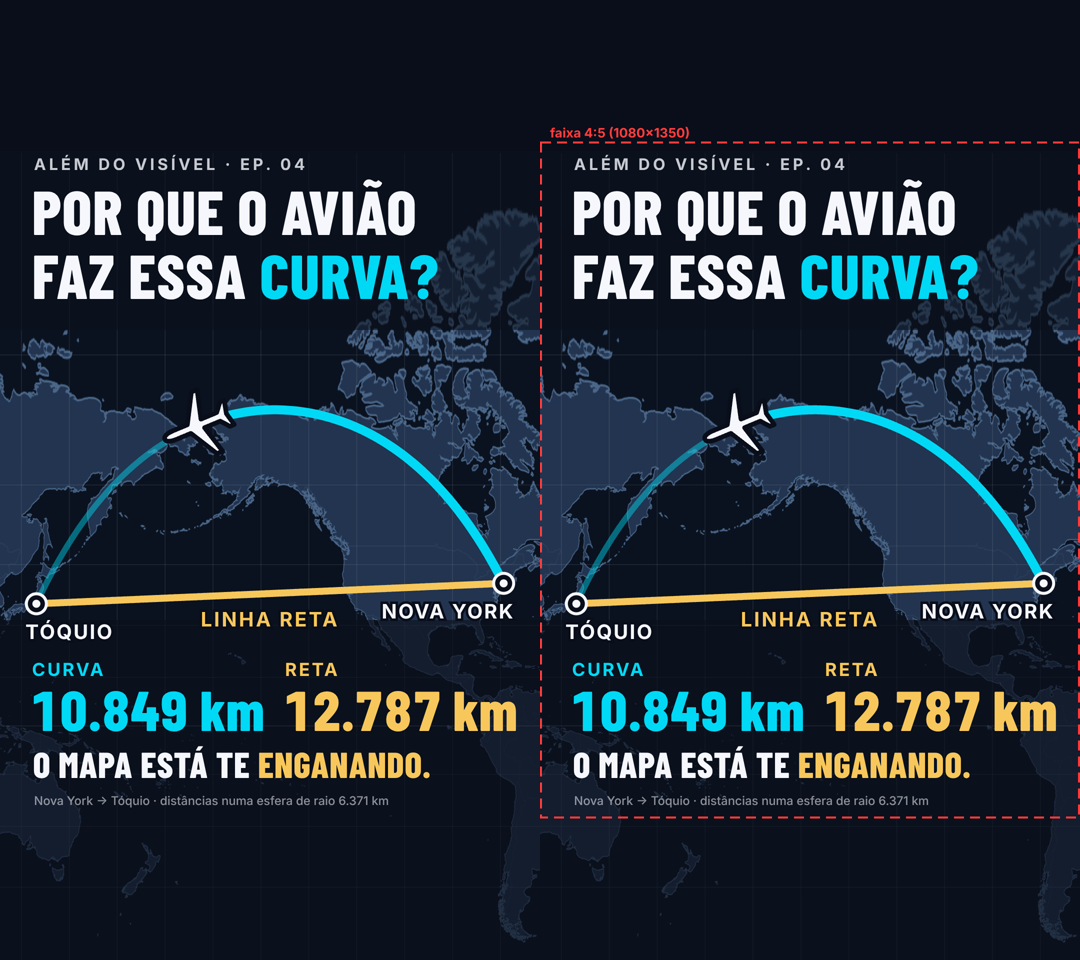 ALÉM DO VISÍVEL · EP. 04
POR QUE O AVIÃO
FAZ ESSA CURVA?
LINHA RETA
NOVA YORK
TÓQUIO
CURVA
RETA
10.849 km
12.787 km
O MAPA ESTÁ TE ENGANANDO.
Nova York → Tóquio · distâncias numa esfera de raio 6.371 km
faixa 4:5 (1080×1350)
ALÉM DO VISÍVEL · EP. 04
POR QUE O AVIÃO
FAZ ESSA CURVA?
LINHA RETA
NOVA YORK
TÓQUIO
CURVA
RETA
10.849 km
12.787 km
O MAPA ESTÁ TE ENGANANDO.
Nova York → Tóquio · distâncias numa esfera de raio 6.371 km